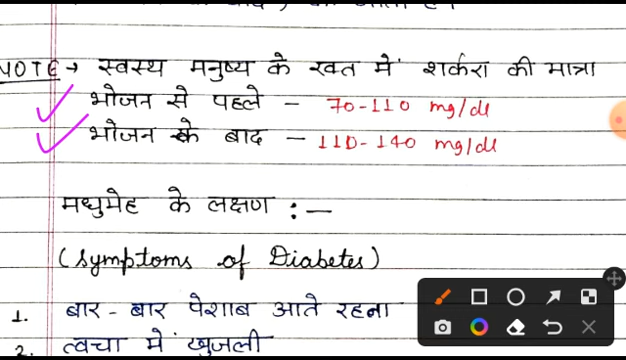 NOTE → स्वस्थ मनुष्य के रक्त में शर्करा की मात्रा
भोजन से पहले - 70-110 mg/dl
भोजन के बाद - 110-140 mg/dl
मधुमेह के लक्षण :-
(Symptoms of Diabetes)
1. बार - बार पेशाब आते रहना
2. त्वचा में खुजली